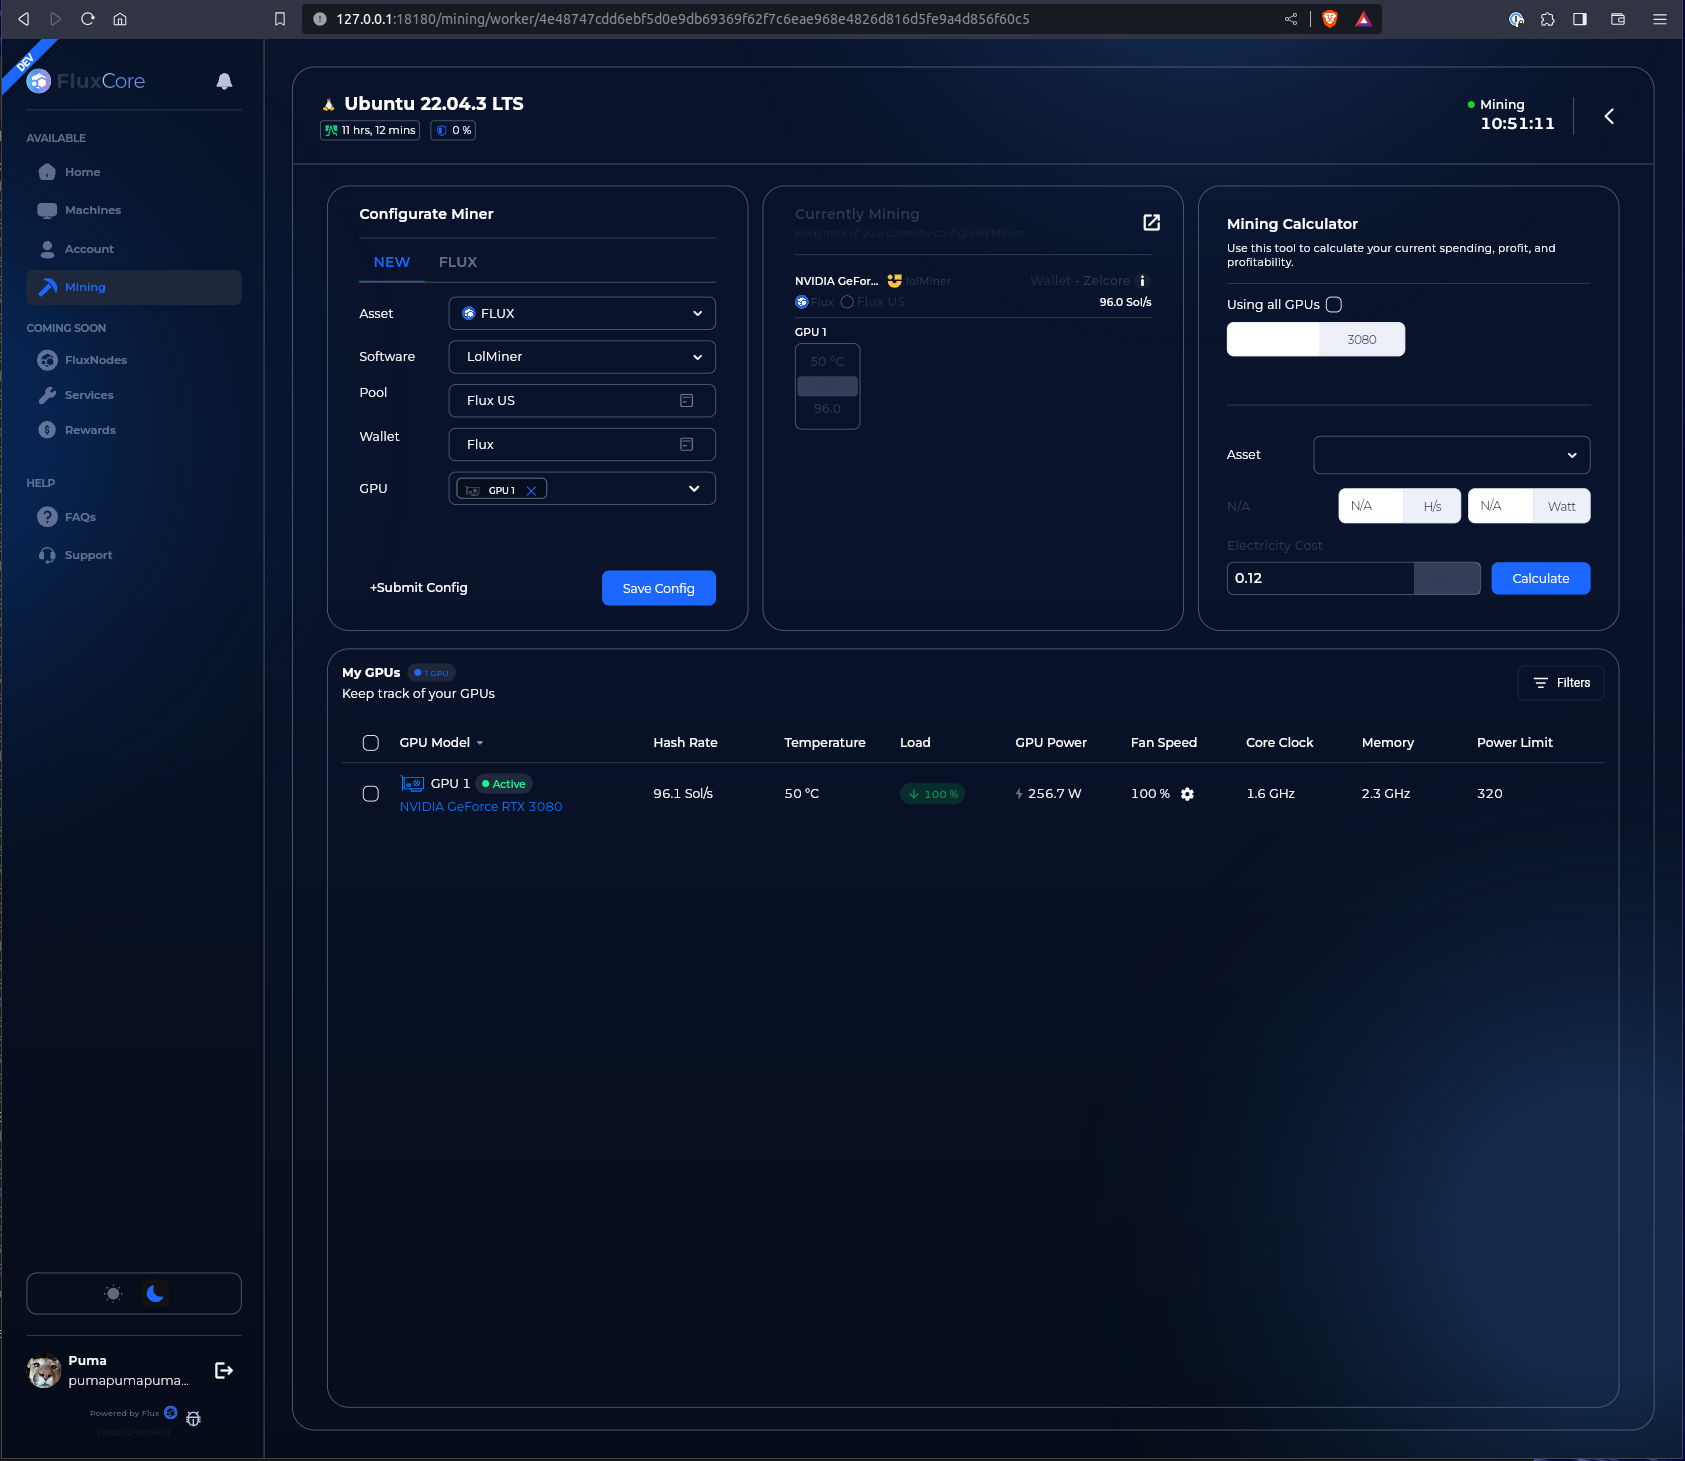 127.0.0.1:18180/mining/worker/4e48747cdd6ebf5d0e9db69369f62f7c6eae968e4826d816d5fe9a4d856f60c5
DEV
FluxCore
AVAILABLE
Home
Machines
Account
Mining
COMING SOON
FluxNodes
Services
Rewards
HELP
FAQs
Support
Puma
pumapumapuma...
Powered by Flux
Ubuntu 22.04.3 LTS
11 hrs, 12 mins
0 %
Mining
10:51:11
Configurate Miner
NEW FLUX
Asset FLUX
Software LolMiner
Pool Flux US
Wallet Flux
GPU GPU 1
+Submit Config
Save Config
Currently Mining
Keep track of your currently configured Miners.
NVIDIA GeFor... lolMiner Wallet - Zelcore
Flux Flux US 96.0 Sol/s
GPU 1
50 °C
96.0
Mining Calculator
Use this tool to calculate your current spending, profit, and
profitability.
Using all GPUs
3080
Asset
N/A N/A H/s N/A Watt
Electricity Cost
0.12
Calculate
My GPUs 1 GPU
Keep track of your GPUs
Filters
GPU Model Hash Rate Temperature Load GPU Power Fan Speed Core Clock Memory Power Limit
GPU 1 Active
NVIDIA GeForce RTX 3080
96.1 Sol/s 50 °C 100 % 256.7 W 100 % 1.6 GHz 2.3 GHz 320